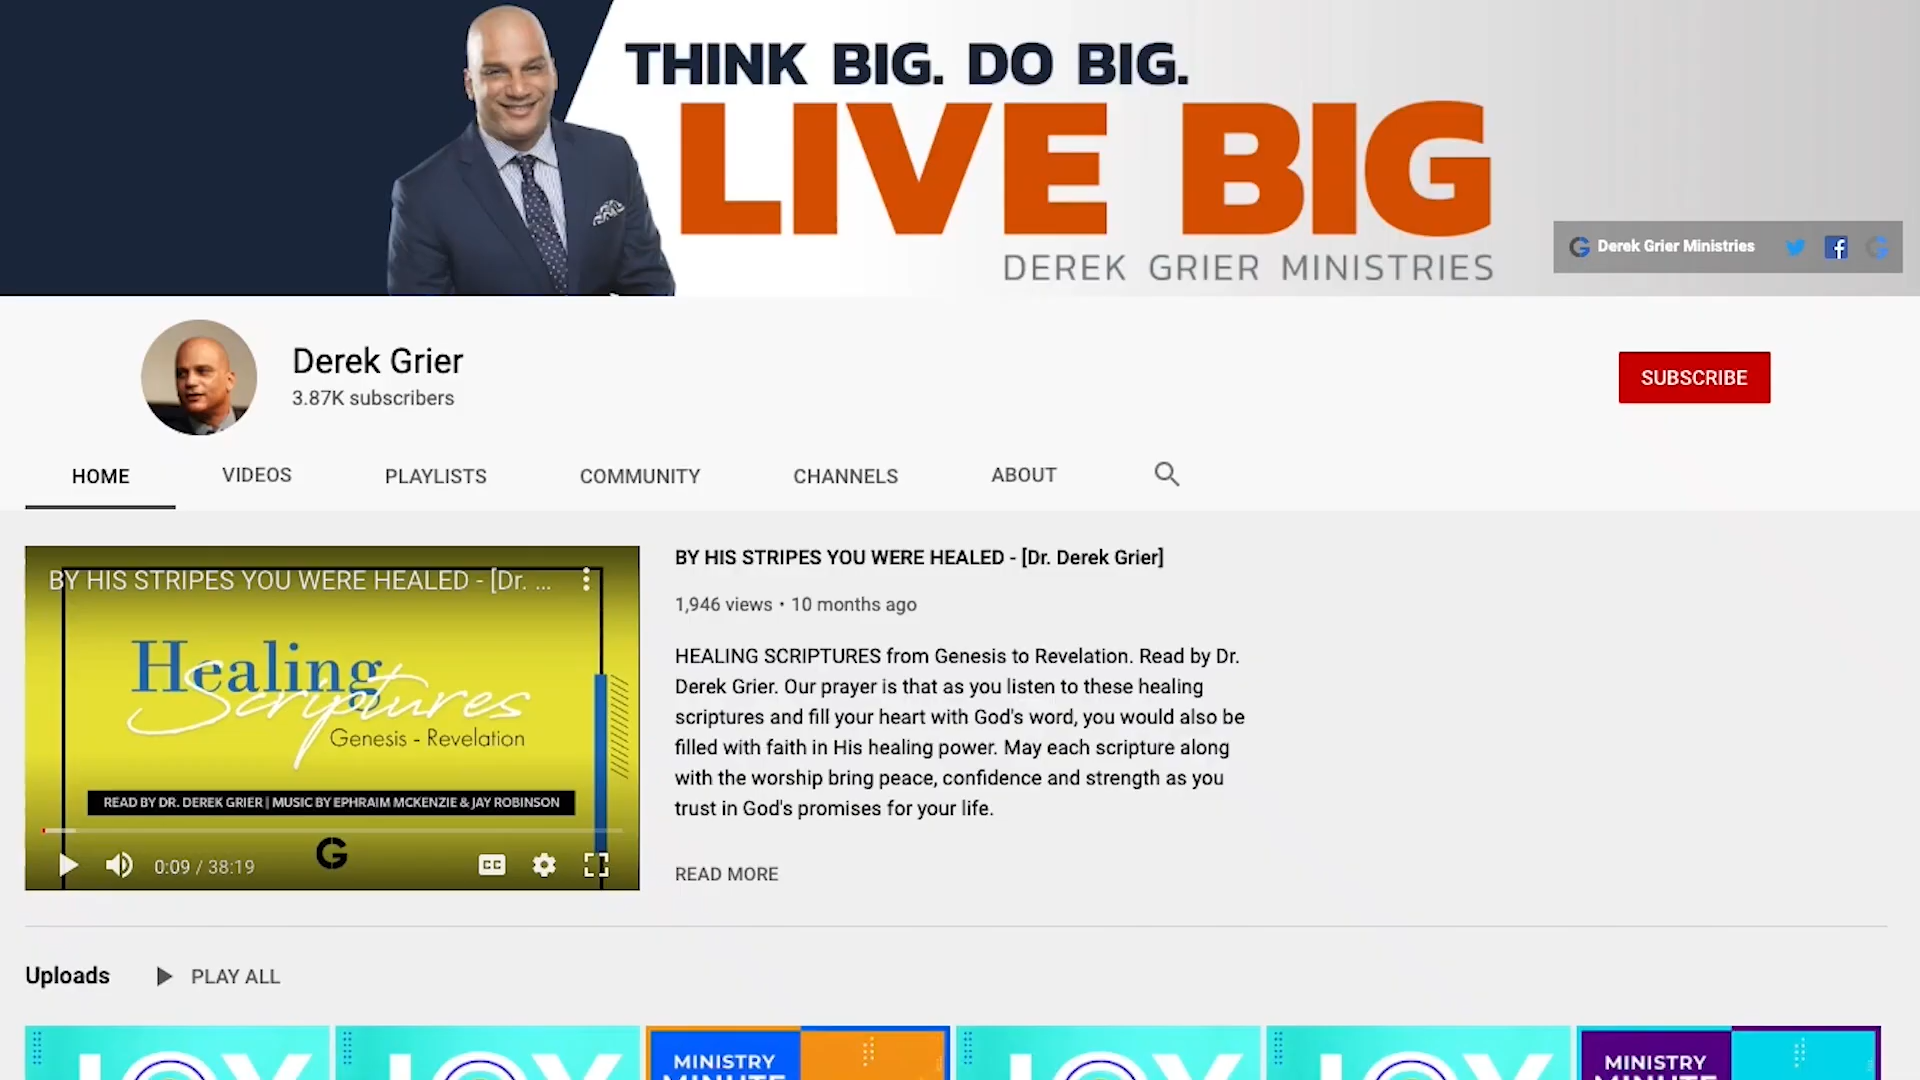 THINK BIG. DO BIG.
LIVE BIG
DEREK GRIER MINISTRIES
Derek Grier Ministries
Derek Grier
3.87K subscribers
SUBSCRIBE
HOME
VIDEOS
PLAYLISTS
COMMUNITY
CHANNELS
ABOUT
BY HIS STRIPES YOU WERE HEALED - [Dr. ...
Healing
Scriptures
Genesis - Revelation
READ BY DR. DEREK GRIER | MUSIC BY EPHRAIM MCKENZIE & JAY ROBINSON
G
0:09 / 38:19
CC
BY HIS STRIPES YOU WERE HEALED - [Dr. Derek Grier]
1,946 views • 10 months ago
HEALING SCRIPTURES from Genesis to Revelation. Read by Dr.
Derek Grier. Our prayer is that as you listen to these healing
scriptures and fill your heart with God's word, you would also be
filled with faith in His healing power. May each scripture along
with the worship bring peace, confidence and strength as you
trust in God's promises for your life.
READ MORE
Uploads
PLAY ALL
JOY
JOY
MINISTRY
MINUTE
JOY
JOY
MINISTRY
MINUTE